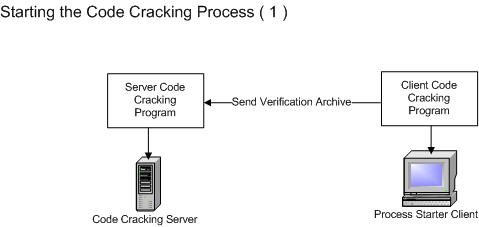 Starting the Code Cracking Process ( 1 )
Server Code
Cracking
Program
Send Verification Archive
Client Code
Cracking
Program
Code Cracking Server
Process Starter Client